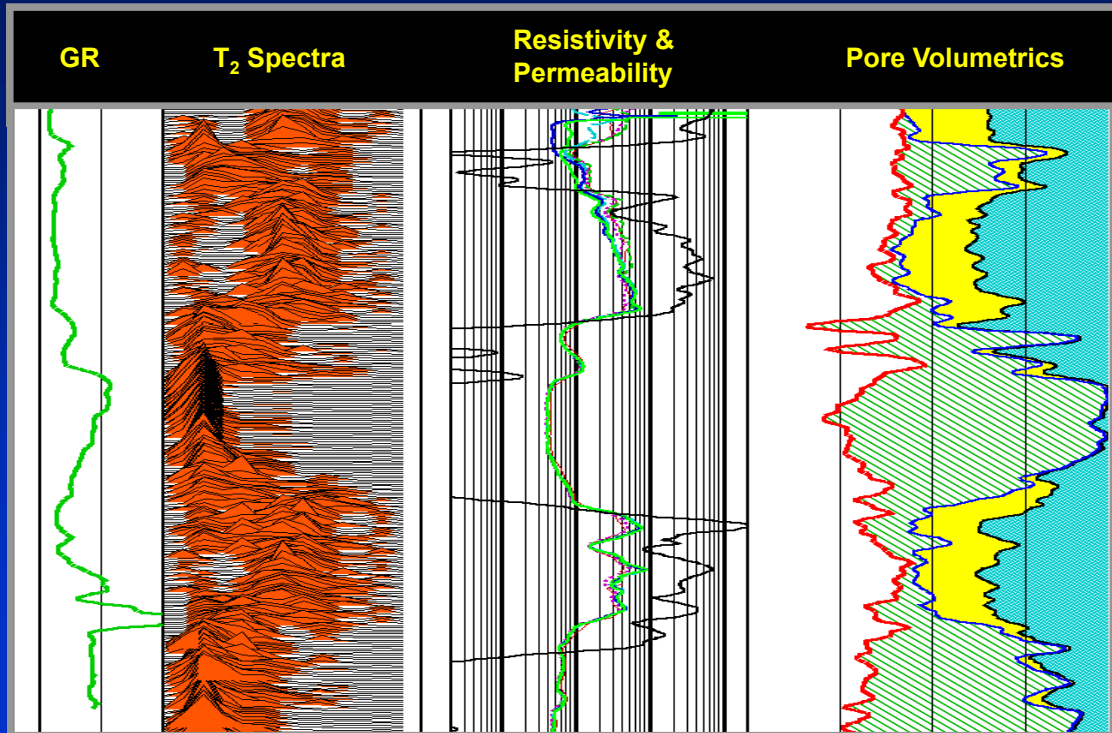 GR
T₂ Spectra
Resistivity &
Permeability
Pore Volumetrics